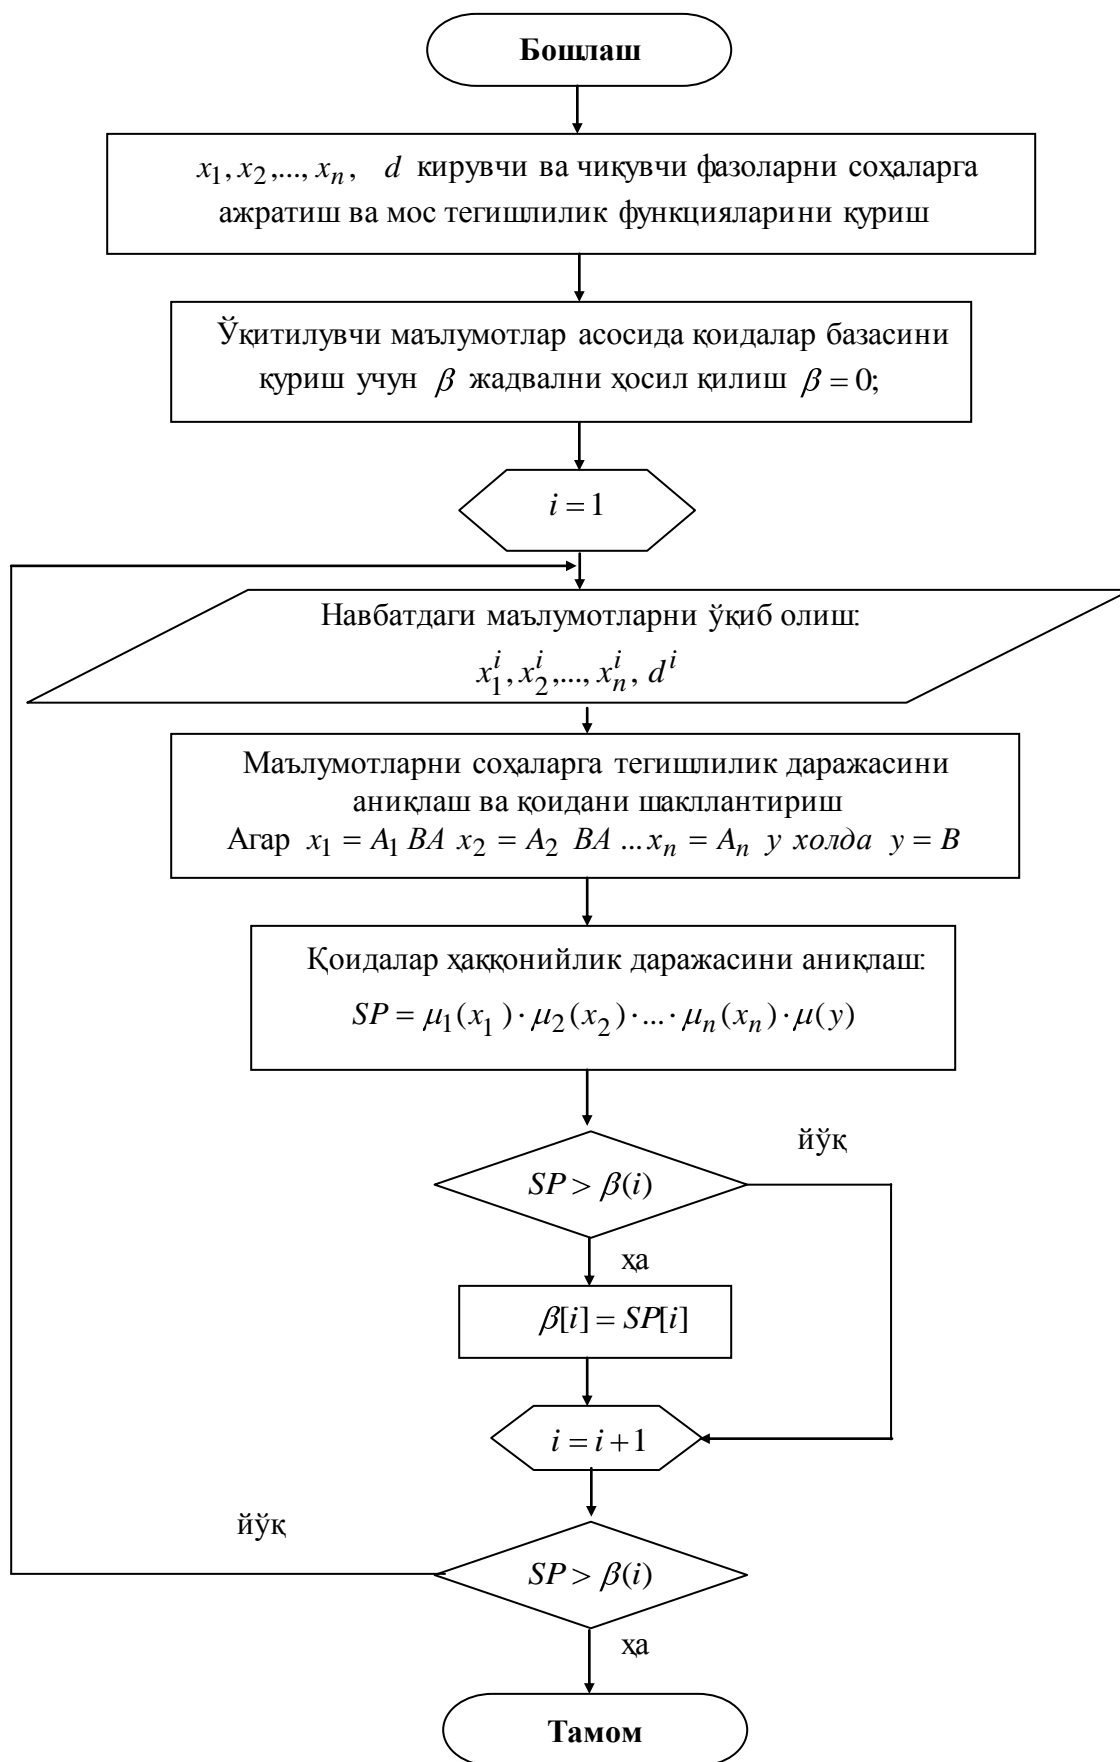 Бошлаш
x₁, x₂,..., xₙ, d кирувчи ва чиқувчи фазоларни соҳаларга
ажратиш ва мос тегишлилик функцияларини қуриш
Ўқитилувчи маълумотлар асосида қоидалар базасини
қуриш учун β жадвални ҳосил қилиш β = 0;
i = 1
Навбатдаги маълумотларни ўқиб олиш:
x₁ⁱ, x₂ⁱ,..., xₙⁱ, dⁱ
Маълумотларни соҳаларга тегишлилик даражасини
аниқлаш ва қоидани шакллантириш
Агар x₁ = A₁ ВА x₂ = A₂ ВА ...xₙ = Aₙ у холда y = B
Қоидалар ҳаққонийлик даражасини аниқлаш:
SP = μ₁(x₁) · μ₂(x₂) · ... · μₙ(xₙ) · μ(y)
йўқ
SP > β(i)
ҳа
β[i] = SP[i]
i = i + 1
йўқ
SP > β(i)
ҳа
Тамом